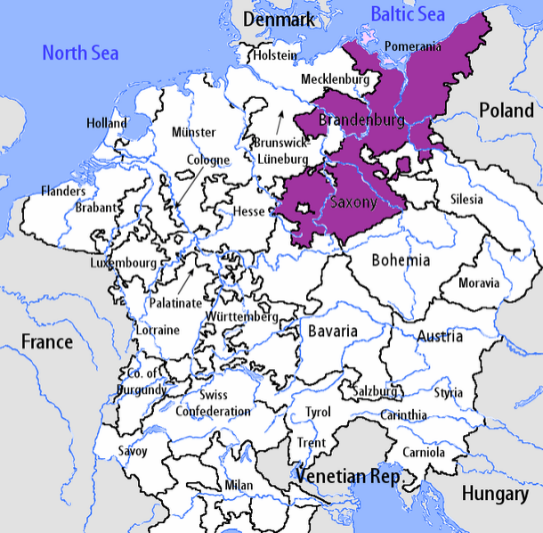 Denmark
Baltic Sea
North Sea
Holstein
Pomerania
Mecklenburg
Poland
Holland
Münster
Brandenburg
Brunswick-
Lüneburg
Cologne
Flanders
Brabant
Hesse
Saxony
Silesia
Luxembourg
Bohemia
Moravia
Palatinate
Lorraine
Württemberg
Bavaria
Austria
France
Co. of
Burgundy
Swiss
Confederation
Salzburg
Styria
Tyrol
Carinthia
Trent
Savoy
Carniola
Milan
Venetian Rep.
Hungary